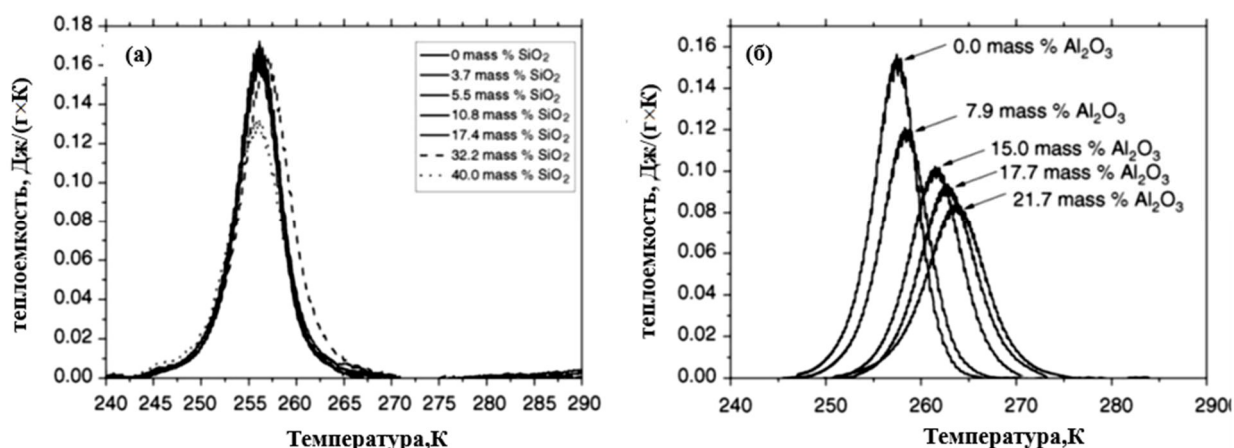 (а)
0 mass % SiO₂
3.7 mass % SiO₂
5.5 mass % SiO₂
10.8 mass % SiO₂
17.4 mass % SiO₂
32.2 mass % SiO₂
40.0 mass % SiO₂
теплоемкость, Дж/(г×К)
0.18
0.16
0.14
0.12
0.10
0.08
0.06
0.04
0.02
0.00
240 245 250 255 260 265 270 275 280 285 290
Температура,К
(б)
0.0 mass % Al₂O₃
7.9 mass % Al₂O₃
15.0 mass % Al₂O₃
17.7 mass % Al₂O₃
21.7 mass % Al₂O₃
теплоемкость, Дж/(г×К)
0.16
0.14
0.12
0.10
0.08
0.06
0.04
0.02
0.00
240 250 260 270 280 290
Температура,К